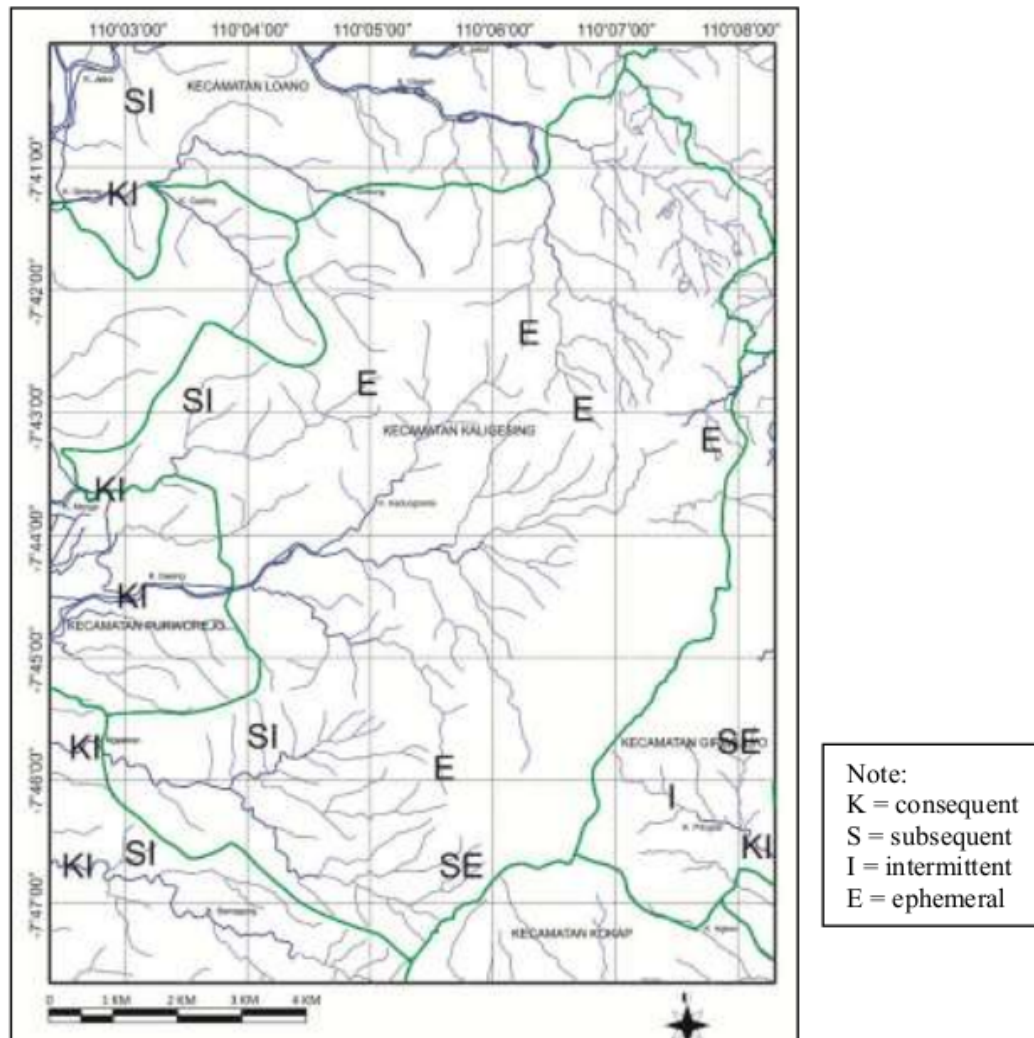 110°03'00" 110°04'00" 110°05'00" 110°06'00" 110°07'00" 110°08'00"
KECAMATAN LOANO
SI
-7°41'00"
KI
-7°42'00"
E
E
SI
E
-7°43'00"
KECAMATAN KALIGESING
E
KI
-7°44'00"
KI
KECAMATAN PURWOREJO
-7°45'00"
SI
SE
KI
E
-7°46'00"
I
KI
SI
KI
SE
-7°47'00"
KECAMATAN KOKAP
0 1 KM 2 KM 3 KM 4 KM
Note:
K = consequent
S = subsequent
I = intermittent
E = ephemeral